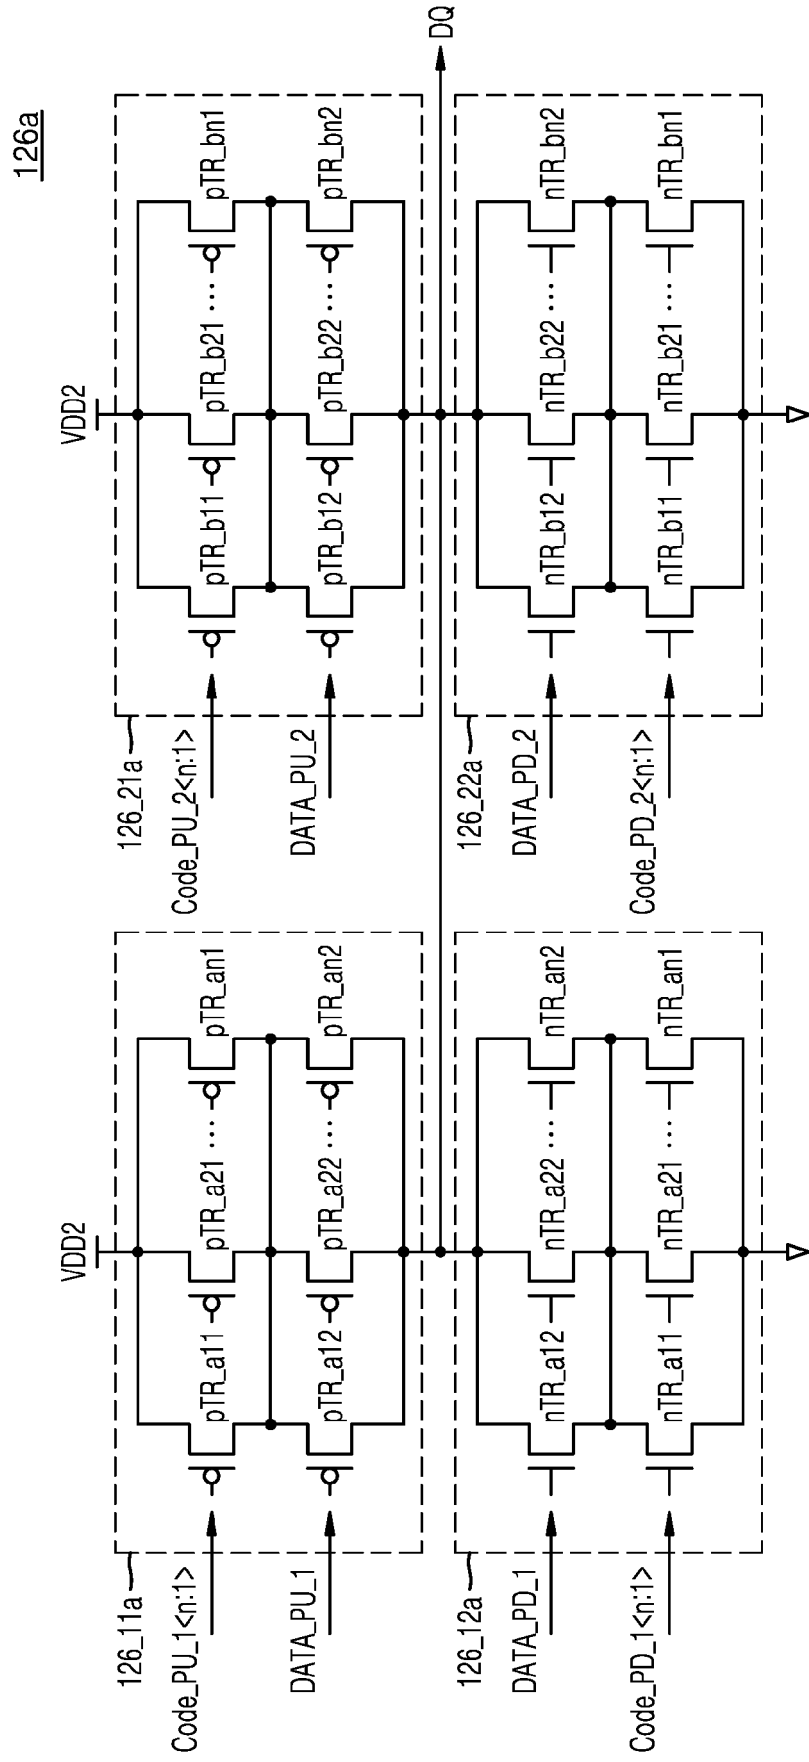 126a
VDD2
VDD2
126_11a
Code_PU_1<n:1>
pTR_a11
pTR_a21
...
pTR_an1
DATA_PU_1
pTR_a12
pTR_a22
...
pTR_an2
126_21a
Code_PU_2<n:1>
pTR_b11
pTR_b21
...
pTR_bn1
DATA_PU_2
pTR_b12
pTR_b22
...
pTR_bn2
DQ
126_12a
DATA_PD_1
nTR_a12
nTR_a22
...
nTR_an2
Code_PD_1<n:1>
nTR_a11
nTR_a21
...
nTR_an1
126_22a
DATA_PD_2
nTR_b12
nTR_b22
...
nTR_bn2
Code_PD_2<n:1>
nTR_b11
nTR_b21
...
nTR_bn1